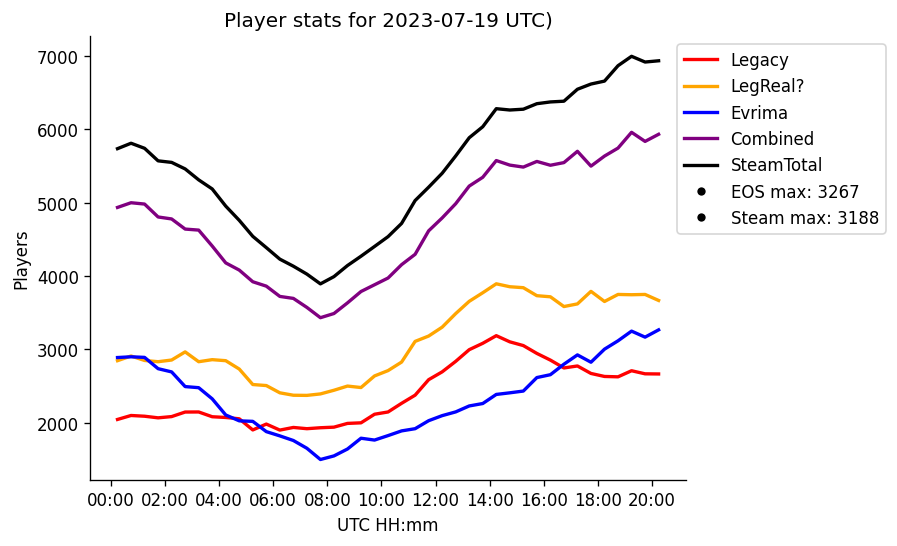 Player stats for 2023-07-19 UTC)
Players
7000
6000
5000
4000
3000
2000
00:00 02:00 04:00 06:00 08:00 10:00 12:00 14:00 16:00 18:00 20:00
UTC HH:mm
Legacy
LegReal?
Evrima
Combined
SteamTotal
EOS max: 3267
Steam max: 3188